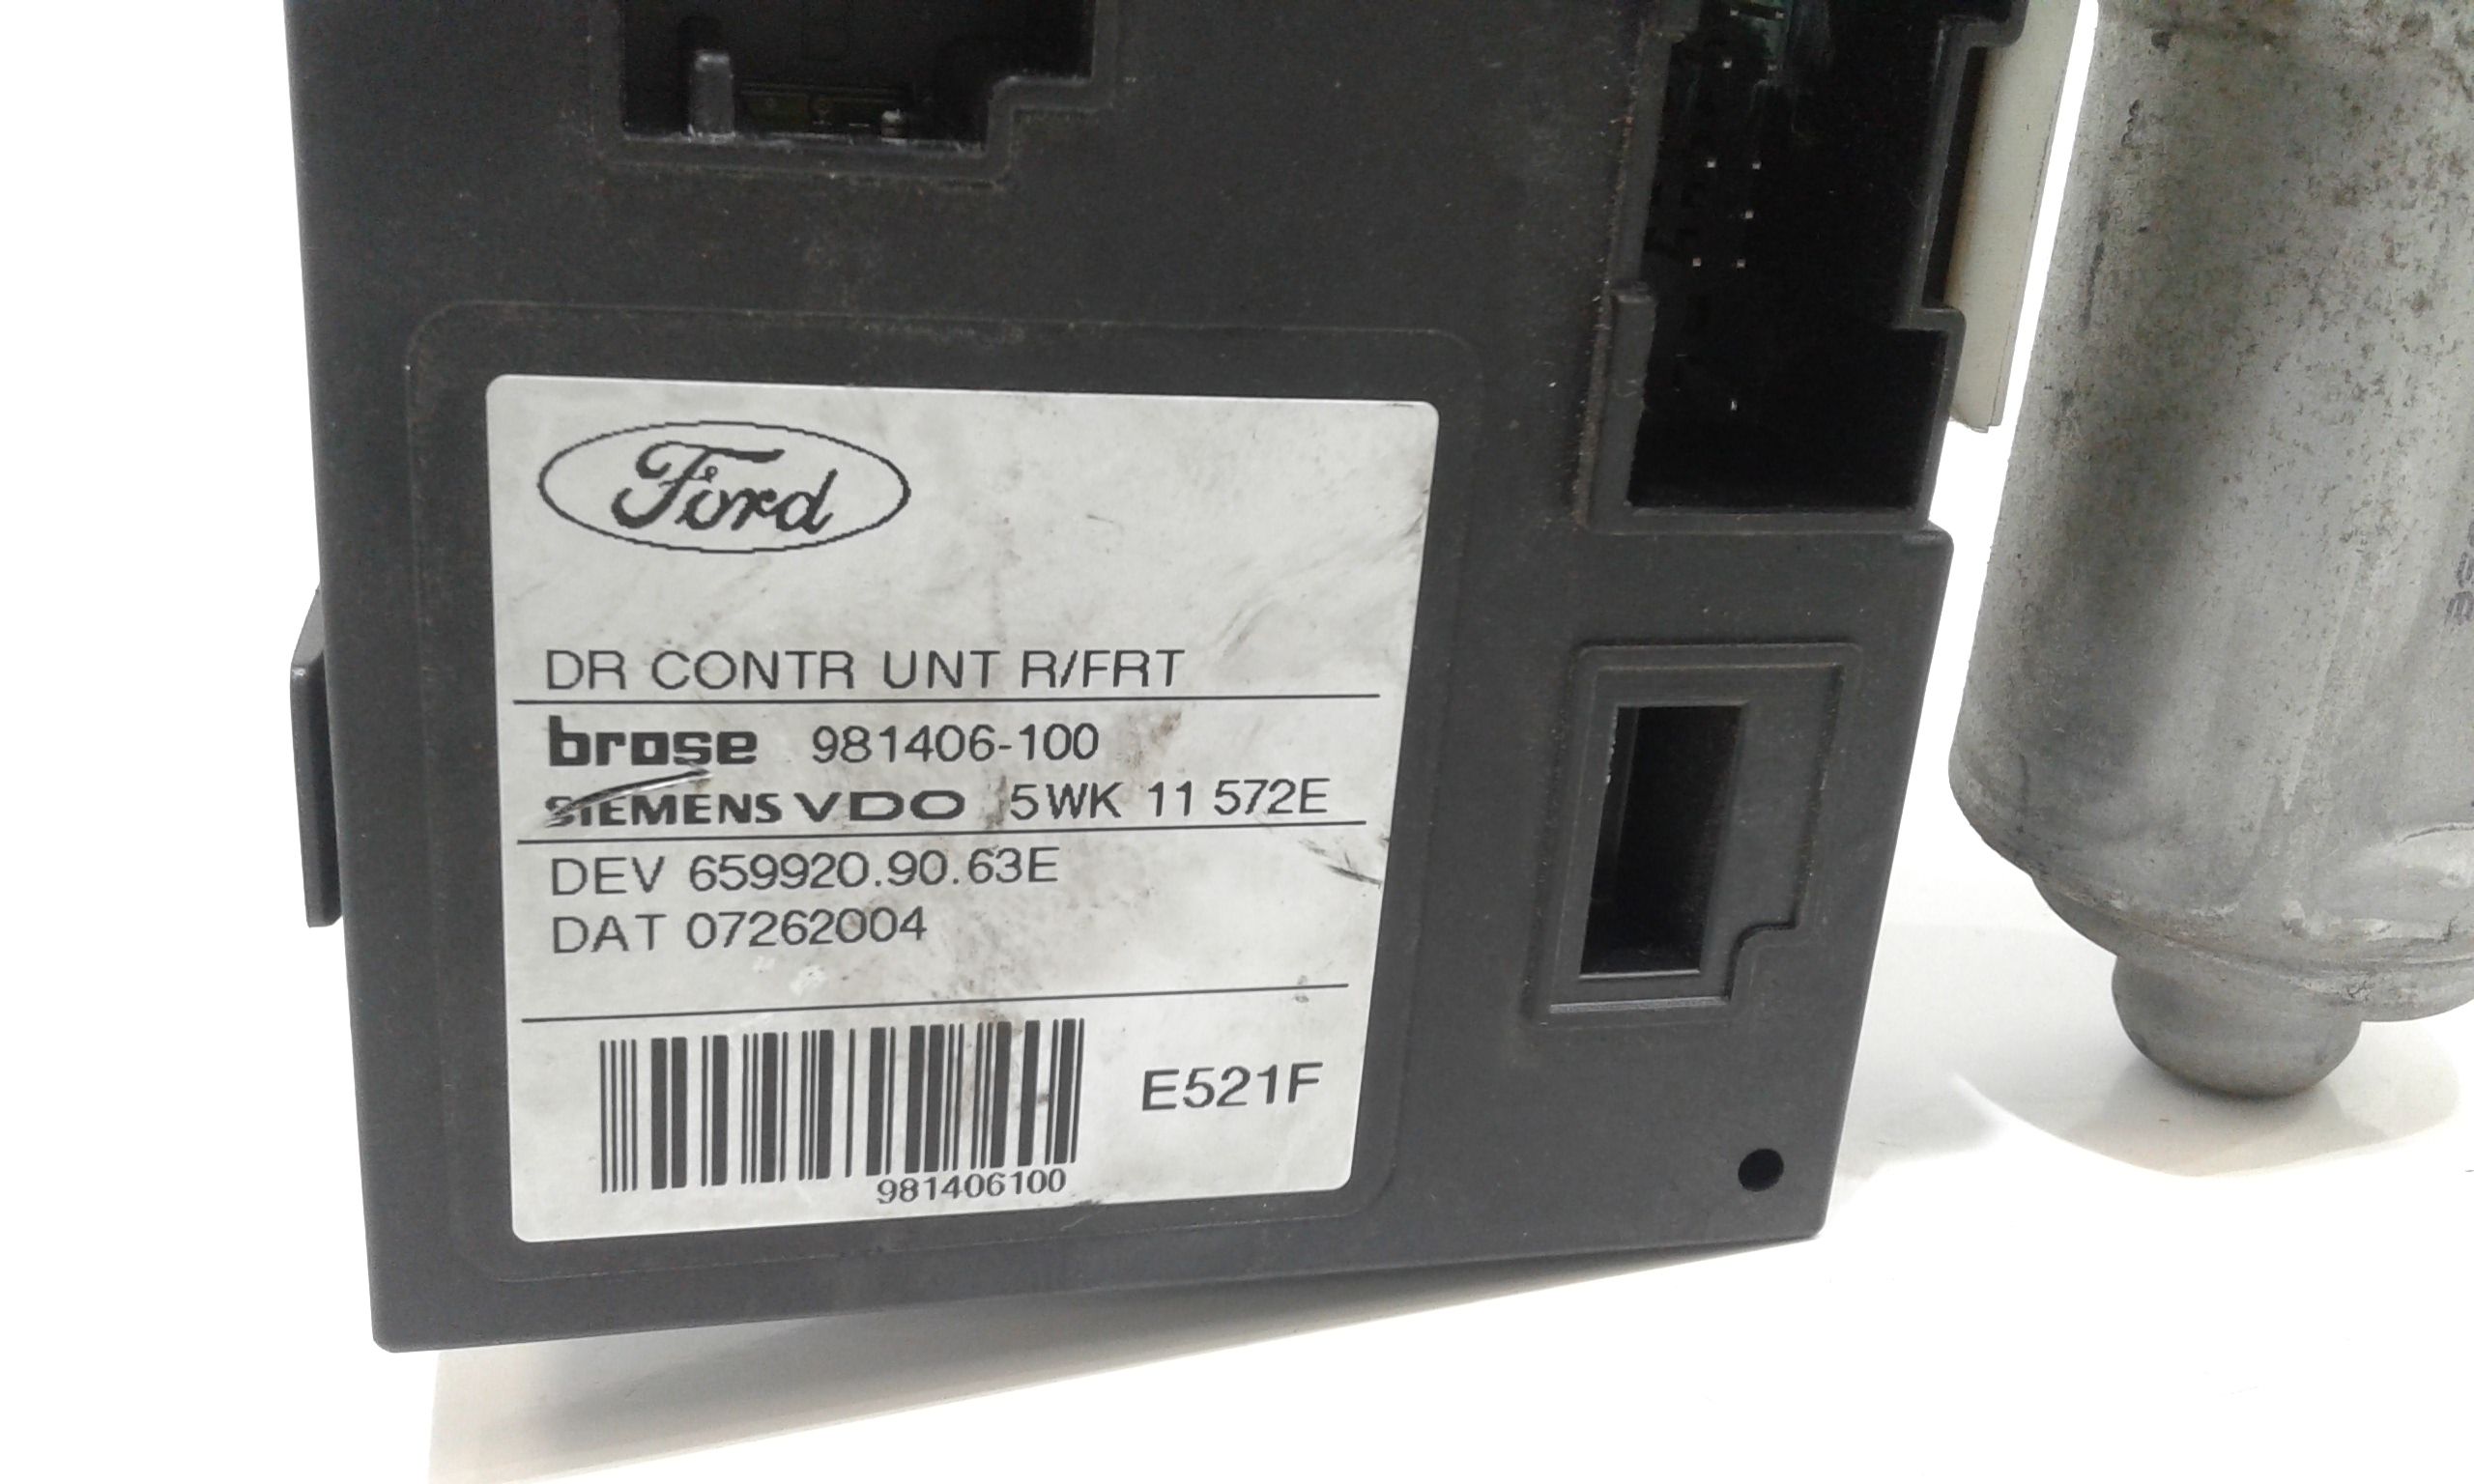 Ford
DR CONTR UNT R/FRT
brose 981406-100
SIEMENS VDO 5WK 11 572E
DEV 659920.90.63E
DAT 07262004
E521F
981406100